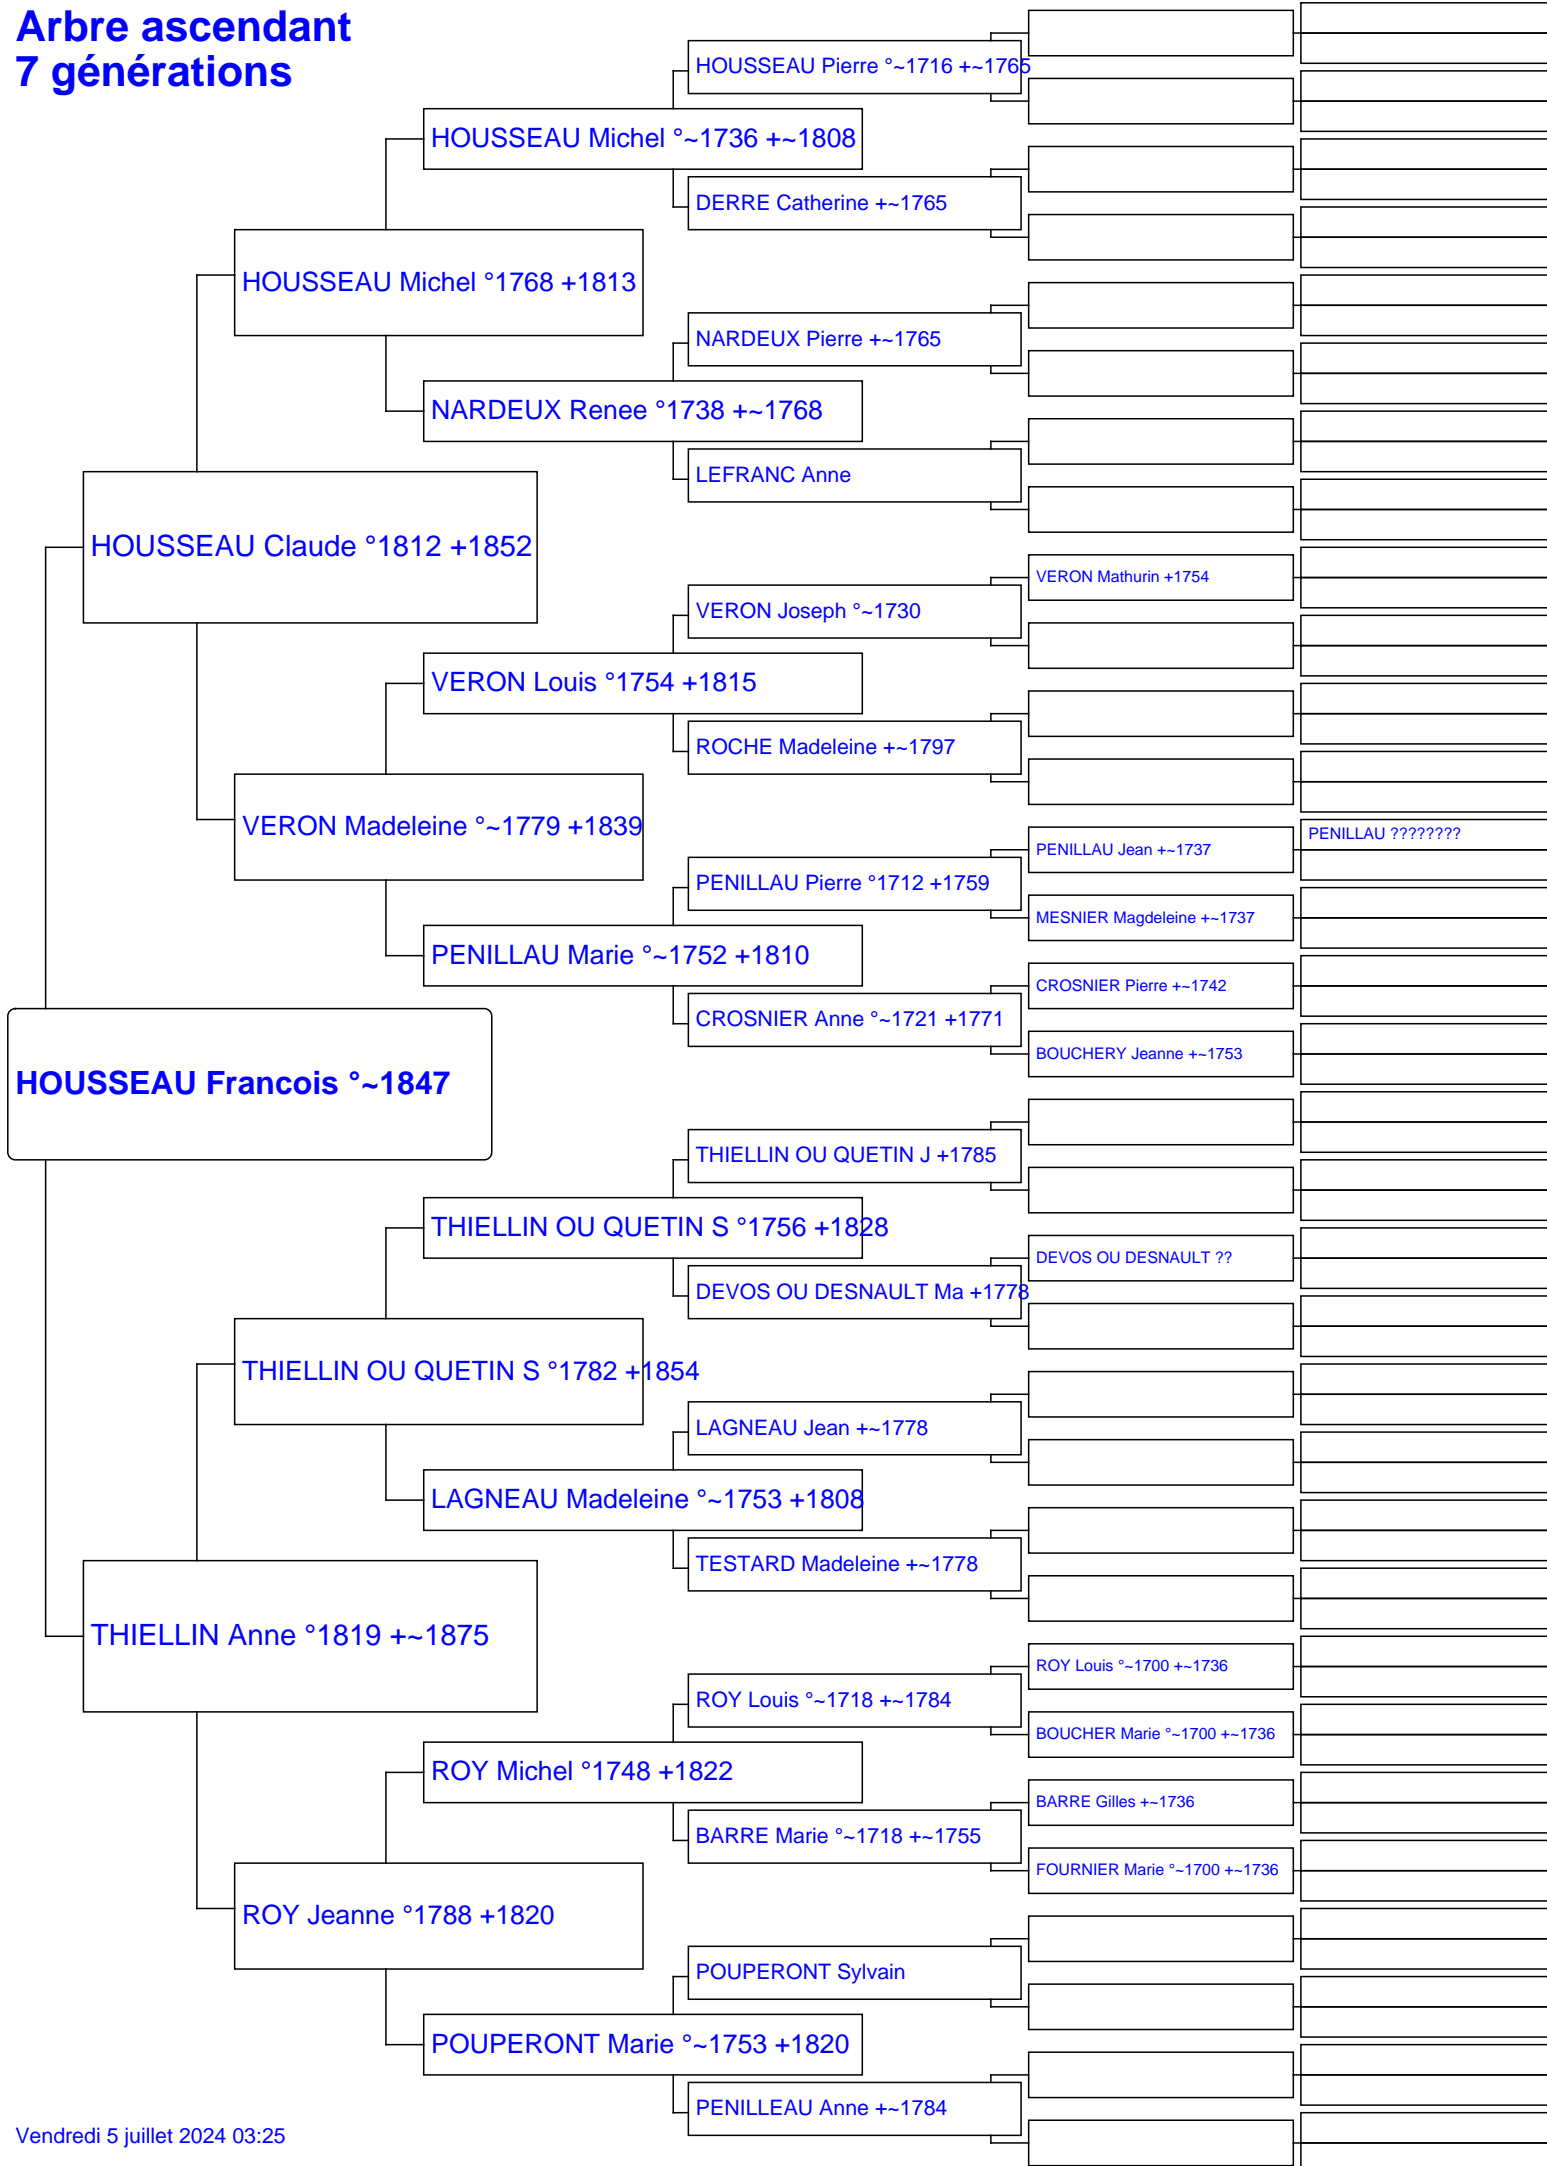 Arbre ascendant
7 générations
HOUSSEAU Pierre °~1716 +~1765
HOUSSEAU Michel °~1736 +~1808
DERRE Catherine +~1765
HOUSSEAU Michel °1768 +1813
NARDEUX Pierre +~1765
NARDEUX Renee °1738 +~1768
LEFRANC Anne
HOUSSEAU Claude °1812 +1852
VERON Mathurin +1754
VERON Joseph °~1730
VERON Louis °1754 +1815
ROCHE Madeleine +~1797
VERON Madeleine °~1779 +1839
PENILLAU ????????
PENILLAU Jean +~1737
PENILLAU Pierre °1712 +1759
MESNIER Magdeleine +~1737
PENILLAU Marie °~1752 +1810
CROSNIER Pierre +~1742
CROSNIER Anne °~1721 +1771
BOUCHERY Jeanne +~1753
HOUSSEAU Francois °~1847
THIELLIN OU QUETIN J +1785
THIELLIN OU QUETIN S °1756 +1828
DEVOS OU DESNAULT ??
DEVOS OU DESNAULT Ma +1778
THIELLIN OU QUETIN S °1782 +1854
LAGNEAU Jean +~1778
LAGNEAU Madeleine °~1753 +1808
TESTARD Madeleine +~1778
THIELLIN Anne °1819 +~1875
ROY Louis °~1700 +~1736
ROY Louis °~1718 +~1784
BOUCHER Marie °~1700 +~1736
ROY Michel °1748 +1822
BARRE Gilles +~1736
BARRE Marie °~1718 +~1755
FOURNIER Marie °~1700 +~1736
ROY Jeanne °1788 +1820
POUPERONT Sylvain
POUPERONT Marie °~1753 +1820
PENILLEAU Anne +~1784
Vendredi 5 juillet 2024 03:25